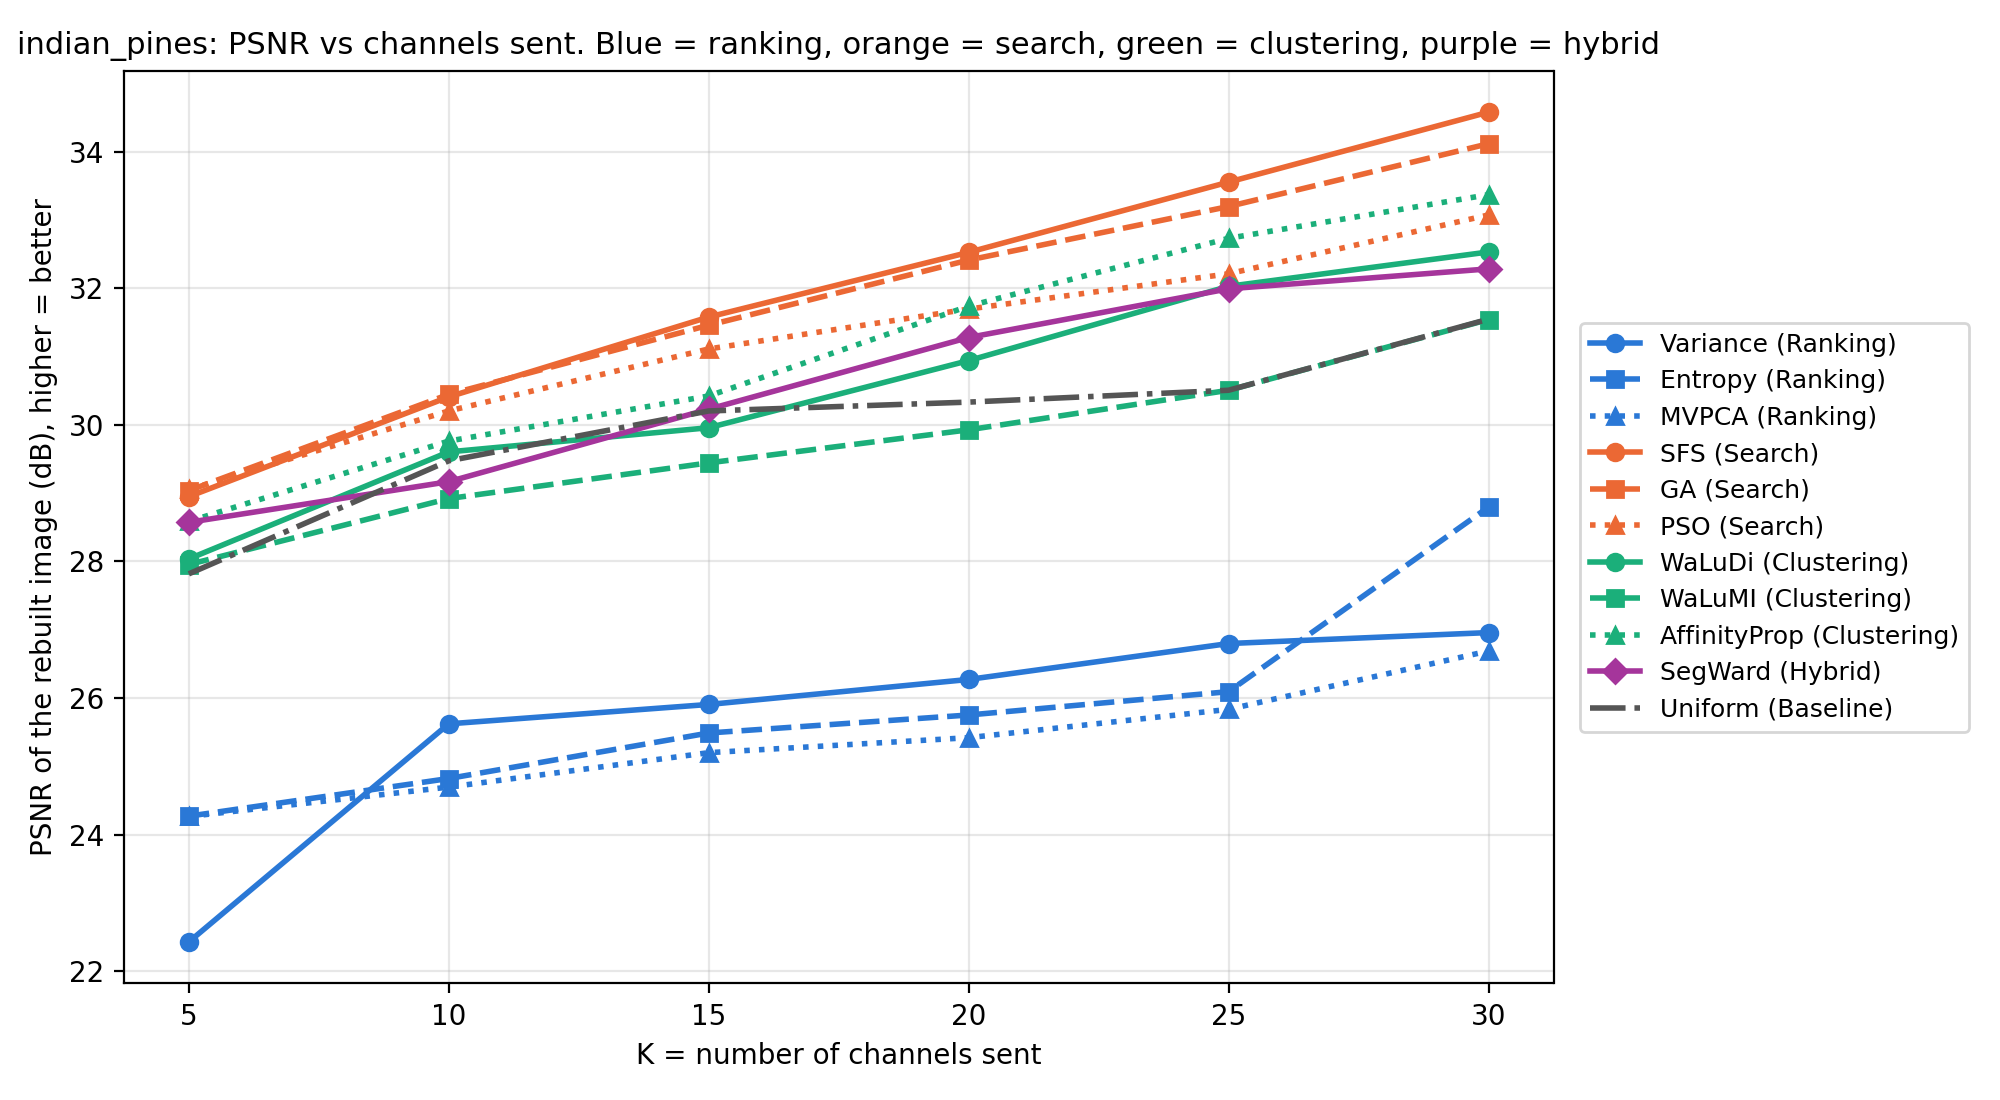 indian_pines: PSNR vs channels sent. Blue = ranking, orange = search, green = clustering, purple = hybrid
PSNR of the rebuilt image (dB), higher = better
34
32
30
28
26
24
22
5 10 15 20 25 30
K = number of channels sent
Variance (Ranking)
Entropy (Ranking)
MVPCA (Ranking)
SFS (Search)
GA (Search)
PSO (Search)
WaLuDi (Clustering)
WaLuMI (Clustering)
AffinityProp (Clustering)
SegWard (Hybrid)
Uniform (Baseline)